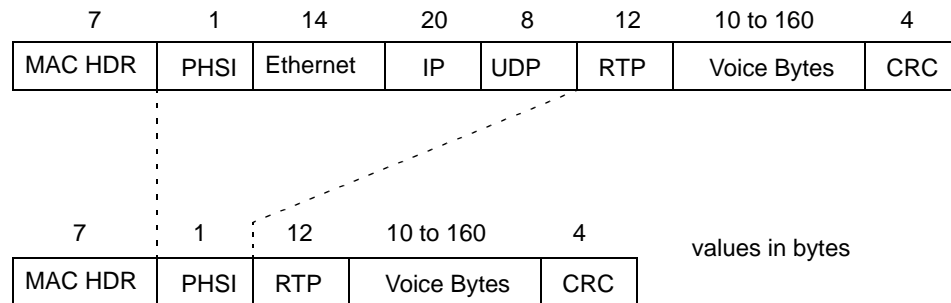 7 1 14 20 8 12 10 to 160 4
MAC HDR PHSI Ethernet IP UDP RTP Voice Bytes CRC
7 1 12 10 to 160 4
values in bytes
MAC HDR PHSI RTP Voice Bytes CRC